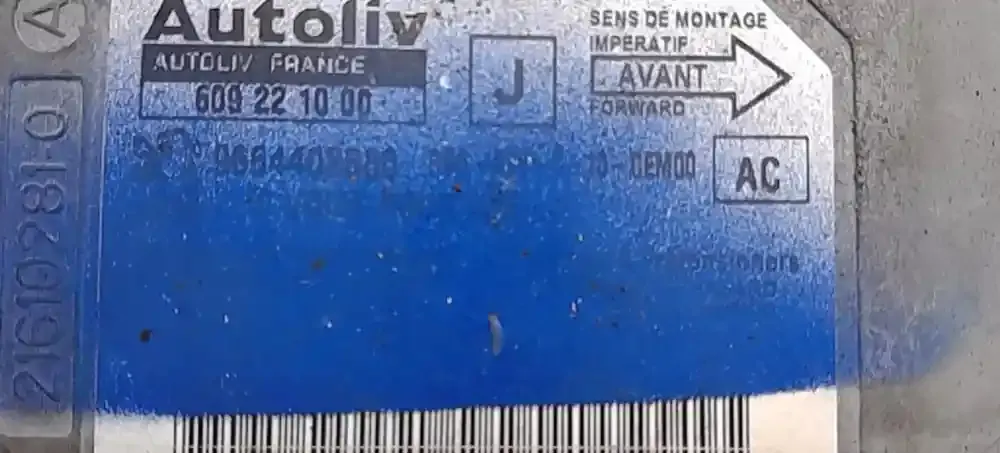 Autoliv
AUTOLIV FRANCE
609 22 10 00
J
SENS DE MONTAGE
IMPERATIF
AVANT
FORWARD
AC
A
21610281-0